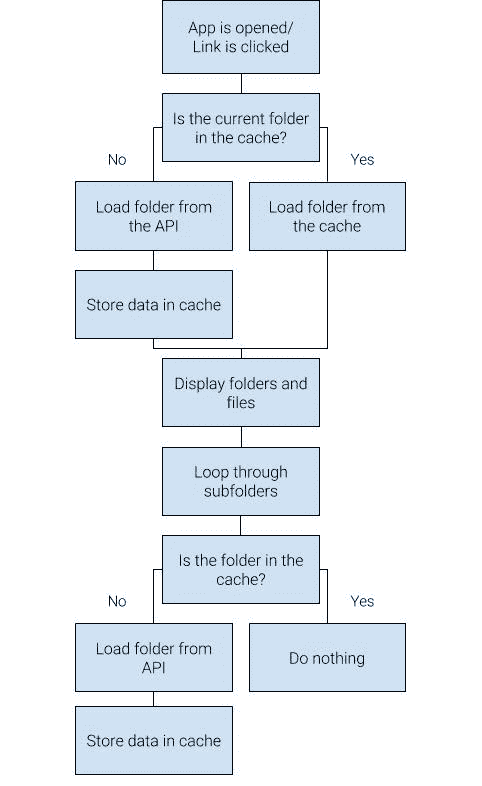 App is opened/
Link is clicked
Is the current folder
in the cache?
No
Yes
Load folder from
the API
Load folder from
the cache
Store data in cache
Display folders and
files
Loop through
subfolders
Is the folder in the
cache?
No
Yes
Load folder from
API
Do nothing
Store data in cache